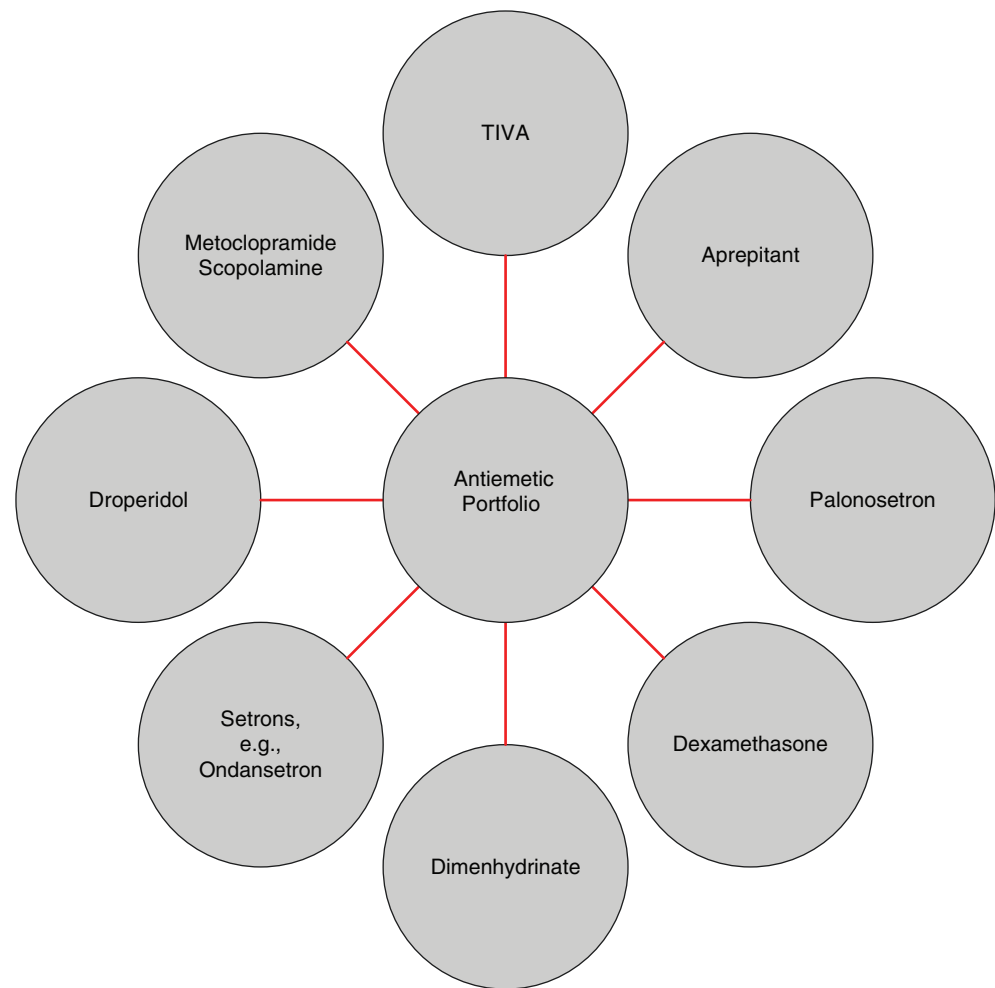 TIVA
Aprepitant
Palonosetron
Dexamethasone
Dimenhydrinate
Setrons,
e.g.,
Ondansetron
Droperidol
Metoclopramide
Scopolamine
Antiemetic
Portfolio